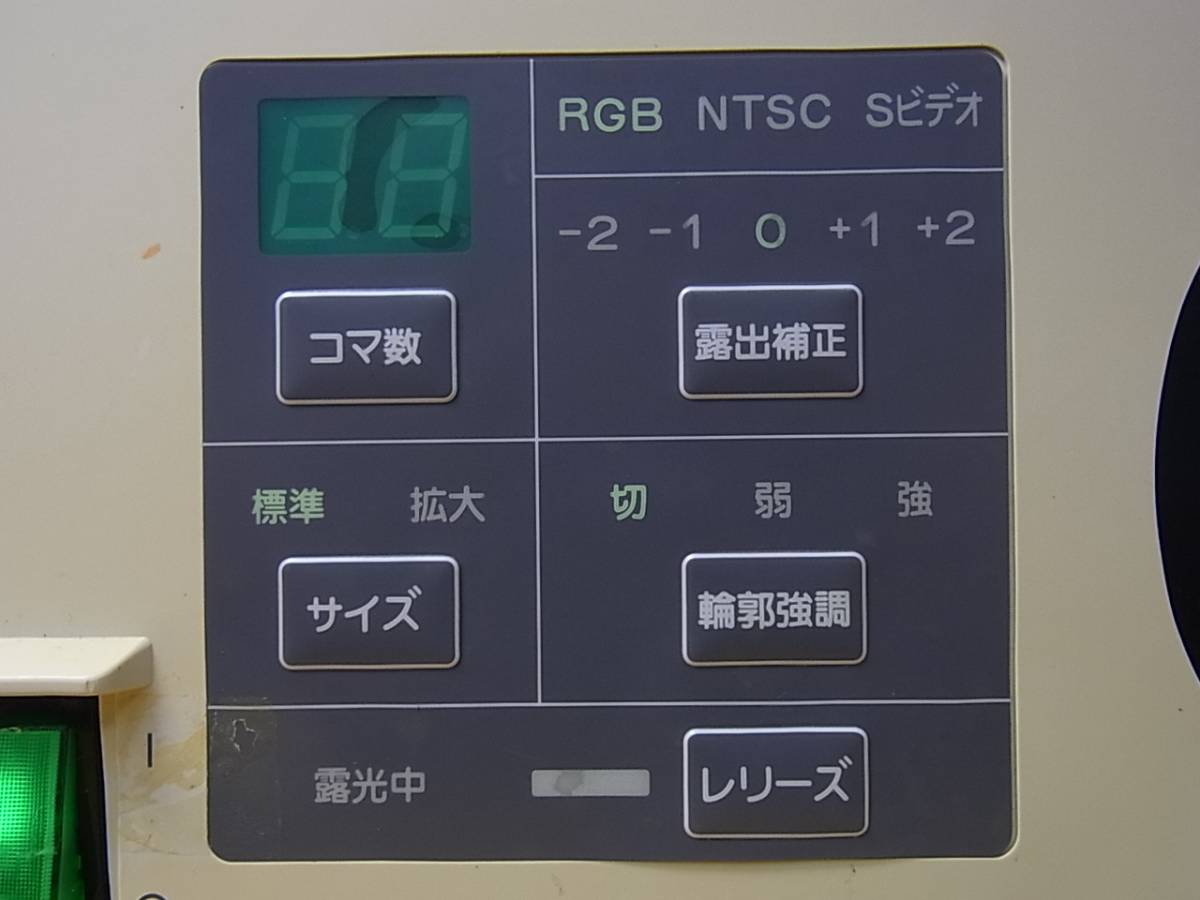 RGB NTSC Sビデオ
-2 -1 0 +1 +2
コマ数
露出補正
標準 拡大
切 弱 強
サイズ
輪郭強調
露光中
レリーズ